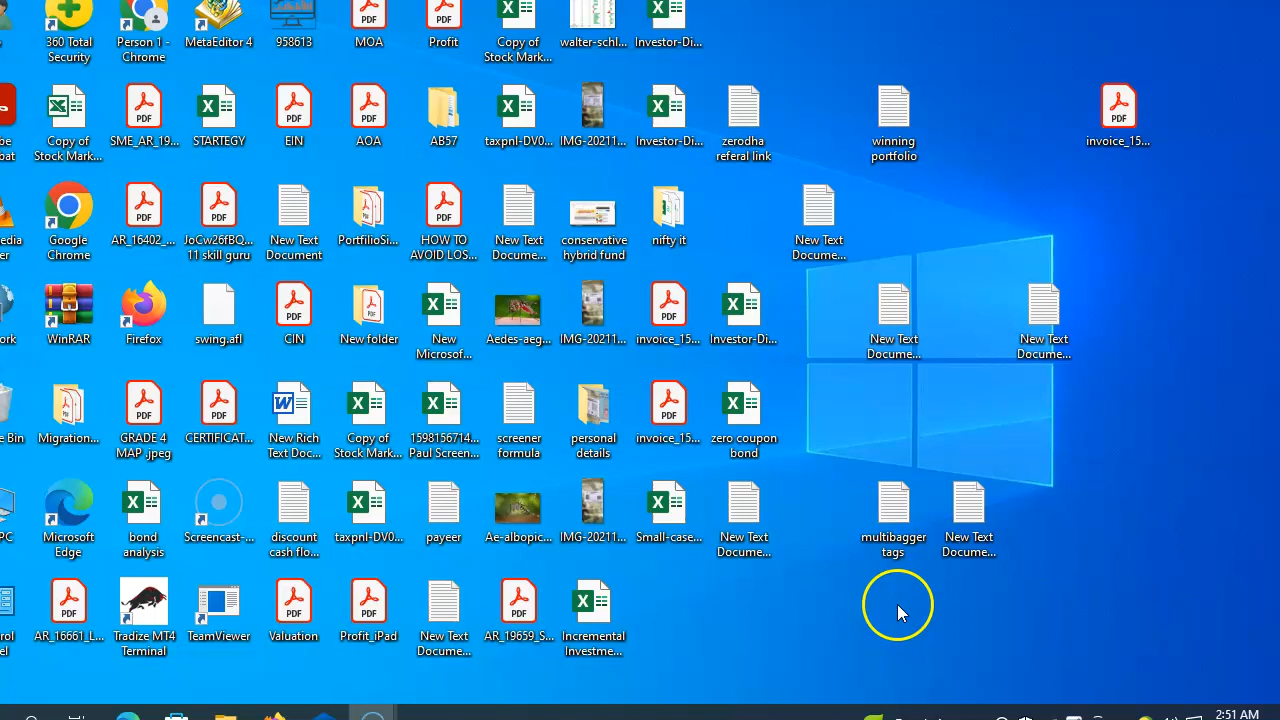 360 Total
Security
Person 1 -
Chrome
MetaEditor 4
958613
MOA
Profit
Copy of
Stock Mark...
walter-schl...
Investor-Di...
Copy of
Stock Mark...
SME_AR_19...
STARTEGY
EIN
AOA
AB57
taxpnl-DV0...
IMG-20211...
Investor-Di...
zerodha
referal link
winning
portfolio
invoice_15...
Google
Chrome
AR_16402_...
JoCw26fBQ...
11 skill guru
New Text
Document
PortfilioSi...
HOW TO
AVOID LOS...
New Text
Docume...
conservative
hybrid fund
nifty it
New Text
Docume...
WinRAR
Firefox
swing.afl
CIN
New folder
New
Microsof...
Aedes-aeg...
IMG-20211...
invoice_15...
Investor-Di...
New Text
Docume...
New Text
Docume...
Bin
Migration...
GRADE 4
MAP .jpeg
CERTIFICAT...
New Rich
Text Doc...
Copy of
Stock Mark...
1598156714...
Paul Screen...
screener
formula
personal
details
invoice_15...
zero coupon
bond
PC
Microsoft
Edge
bond
analysis
Screencast-...
discount
cash flo...
taxpnl-DV0...
payeer
Ae-albopic...
IMG-20211...
Small-case...
New Text
Docume...
multibagger
tags
New Text
Docume...
AR_16661_L...
Tradize MT4
Terminal
TeamViewer
Valuation
Profit_iPad
New Text
Docume...
AR_19659_S...
Incremental
Investme...
2:51 AM